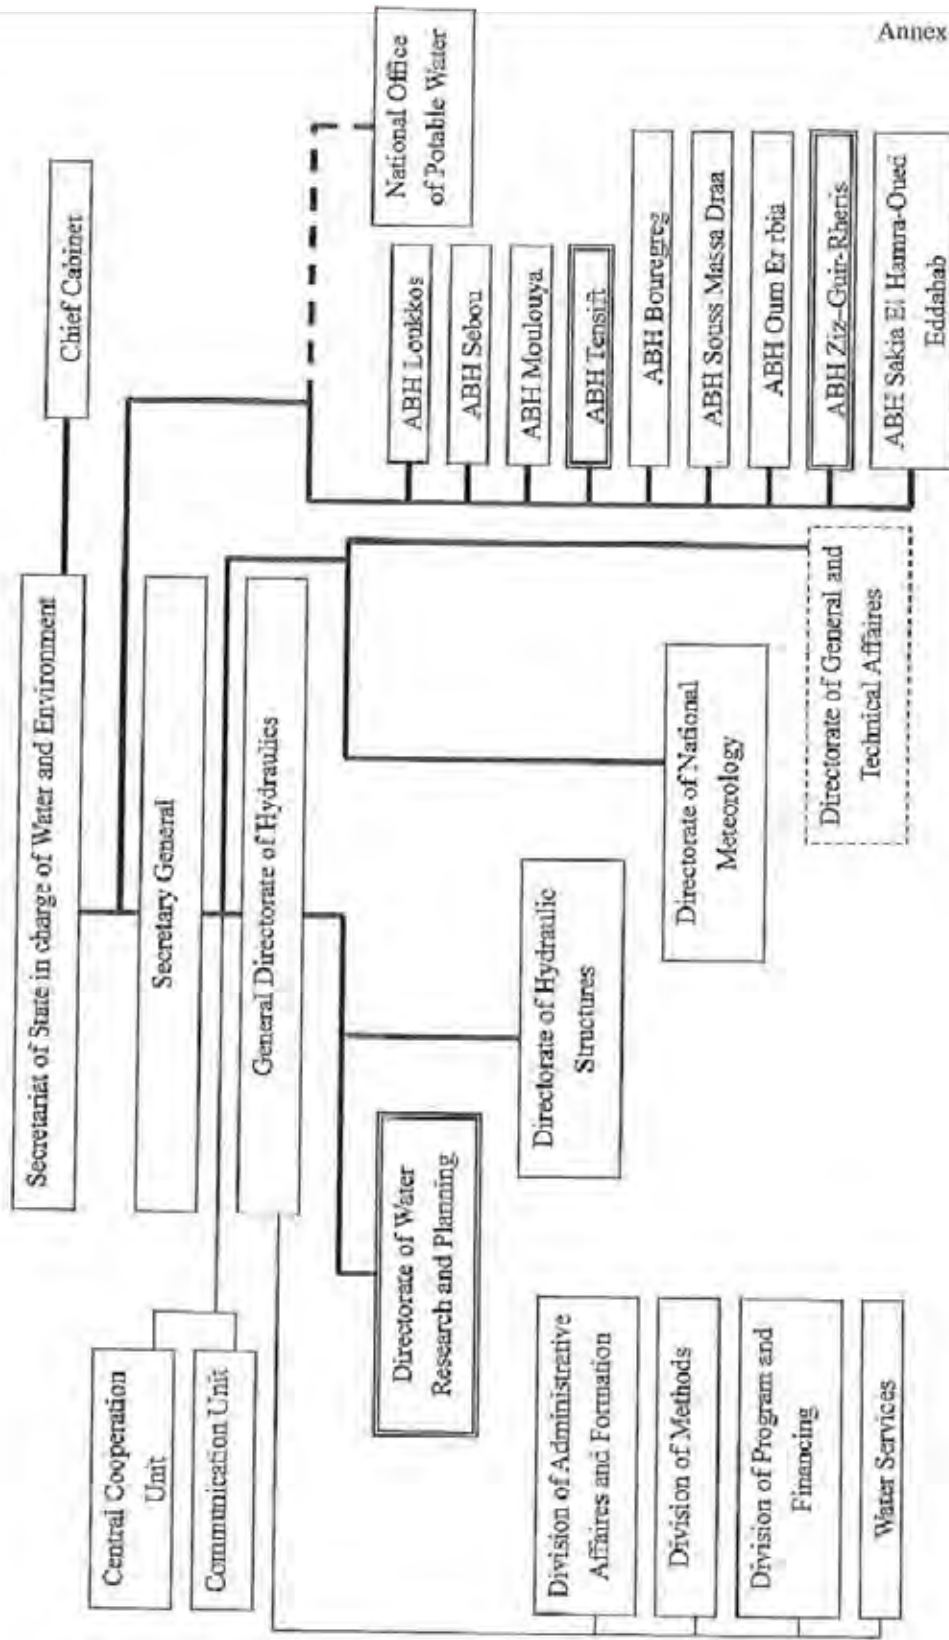 Annex
Secretariat of State in charge of Water and Environment
Chief Cabinet
Secretary General
General Directorate of Hydraulics
Central Cooperation
Unit
Communication Unit
National Office
of Potable Water
Directorate of Water
Research and Planning
Directorate of Hydraulic
Structures
Directorate of National
Meteorology
Directorate of General and
Technical Affaires
Division of Administrative
Affaires and Formation
Division of Methods
Division of Program and
Financing
Water Services
ABH Loukkos
ABH Sebou
ABH Moulouya
ABH Tensift
ABH Bouregreg
ABH Souss Massa Draa
ABH Oum Er rbia
ABH Ziz-Guir-Rheris
ABH Sakia El Hamra-Oued
Eddahab